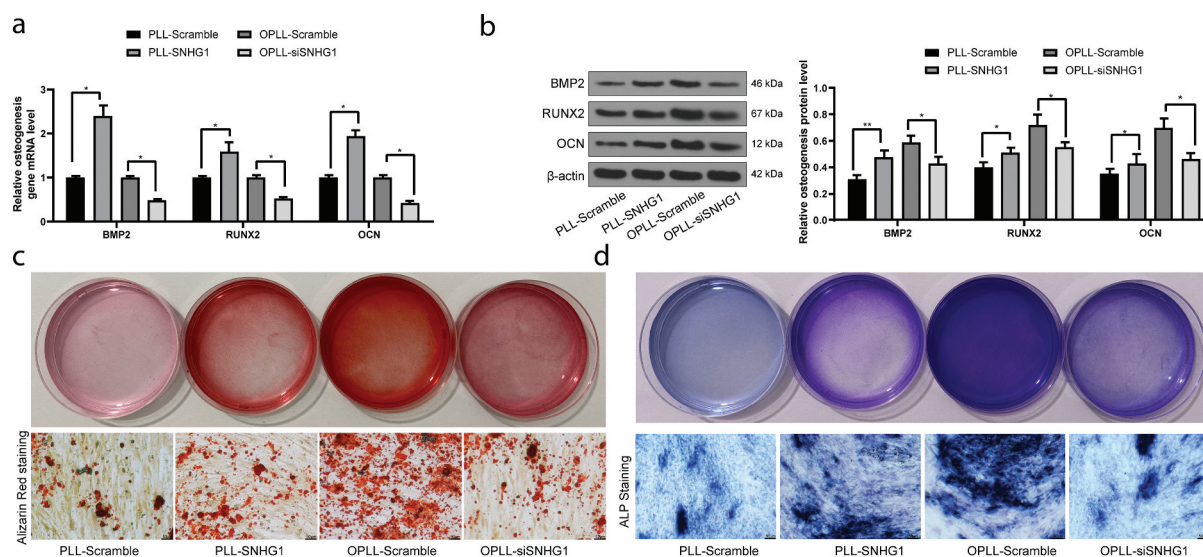 a
PLL-Scramble
OPLL-Scramble
PLL-SNHG1
OPLL-siSNHG1
Relative osteogenesis
gene mRNA level
3
2
1
0
*
*
*
*
*
*
BMP2
RUNX2
OCN
b
BMP2
46 kDa
RUNX2
67 kDa
OCN
12 kDa
β-actin
42 kDa
PLL-Scramble
PLL-SNHG1
OPLL-Scramble
OPLL-siSNHG1
PLL-Scramble
OPLL-Scramble
PLL-SNHG1
OPLL-siSNHG1
Relative osteogenesis protein level
1.0
0.8
0.6
0.4
0.2
0.0
**
*
*
*
*
*
BMP2
RUNX2
OCN
c
Alizarin Red staining
PLL-Scramble
PLL-SNHG1
OPLL-Scramble
OPLL-siSNHG1
d
ALP Staining
PLL-Scramble
PLL-SNHG1
OPLL-Scramble
OPLL-siSNHG1